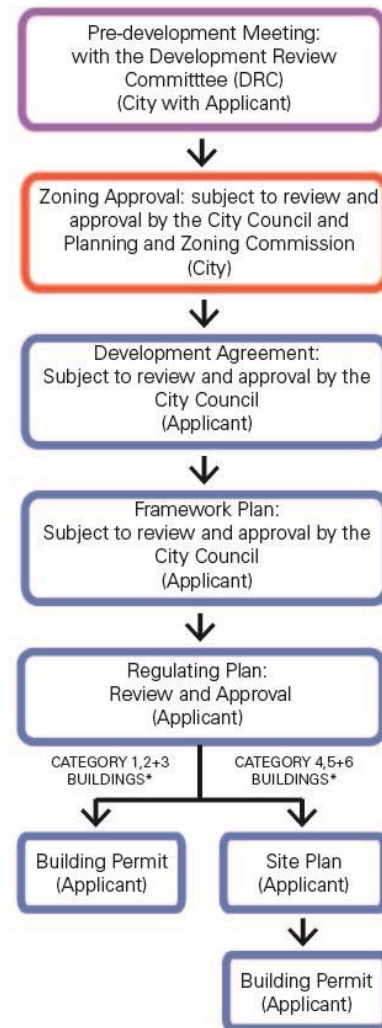 Pre-development Meeting:
with the Development Review
Committtee (DRC)
(City with Applicant)
Zoning Approval: subject to review and
approval by the City Council and
Planning and Zoning Commission
(City)
Development Agreement:
Subject to review and approval by the
City Council
(Applicant)
Framework Plan:
Subject to review and approval by the
City Council
(Applicant)
Regulating Plan:
Review and Approval
(Applicant)
CATEGORY 1,2+3
BUILDINGS*
CATEGORY 4,5+6
BUILDINGS*
Building Permit
(Applicant)
Site Plan
(Applicant)
Building Permit
(Applicant)